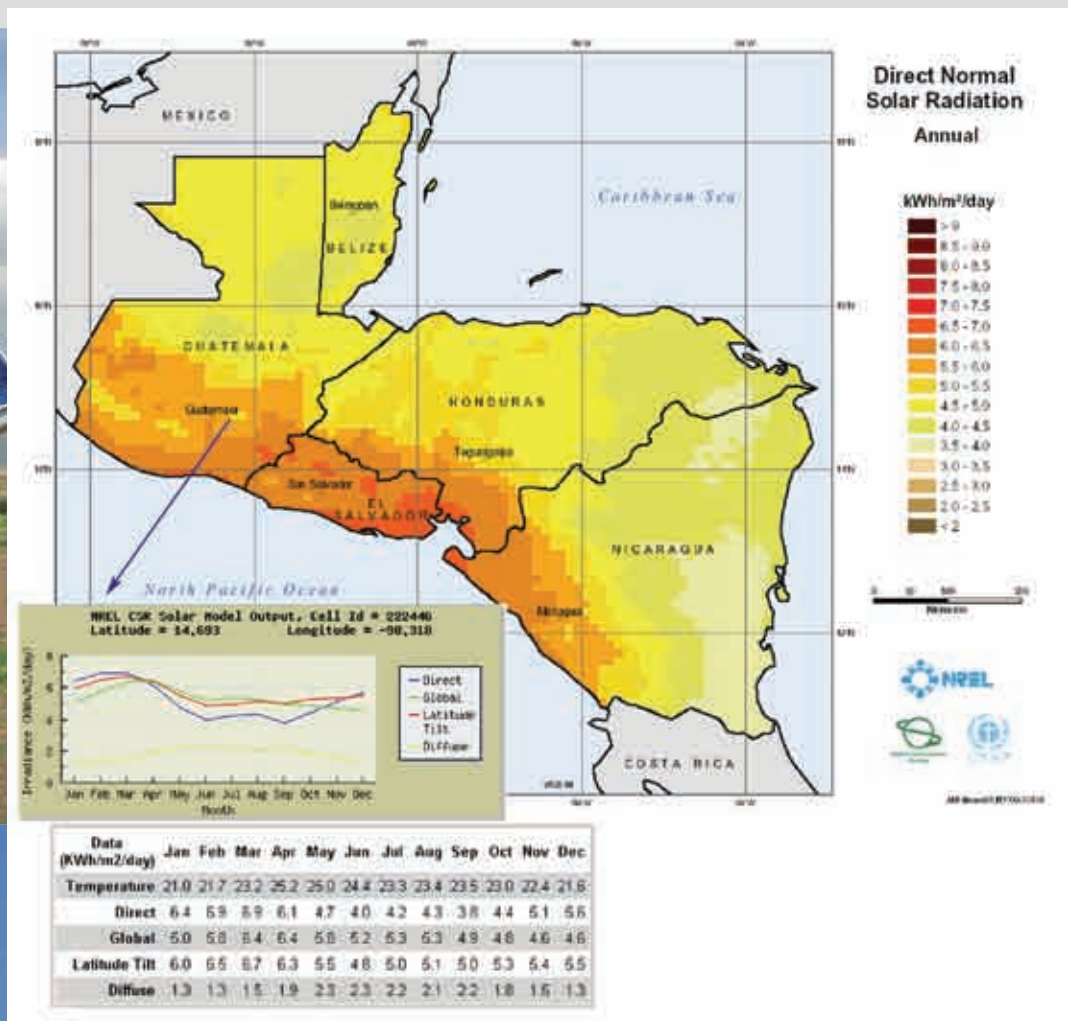 Direct Normal
Solar Radiation
Annual
kWh/m²/day
> 9
8.5 - 9.0
8.0 - 8.5
7.5 - 8.0
7.0 - 7.5
6.5 - 7.0
6.0 - 6.5
5.5 - 6.0
5.0 - 5.5
4.5 - 5.0
4.0 - 4.5
3.5 - 4.0
3.0 - 3.5
2.5 - 3.0
2.0 - 2.5
< 2
MEXICO
Caribbean Sea
Belmopan
BELIZE
GUATEMALA
Guatemala
HONDURAS
Tegucigalpa
San Salvador
EL
SALVADOR
NICARAGUA
Managua
North Pacific Ocean
COSTA RICA
NREL
NREL CSR Solar Model Output, Cell Id = 222446
Latitude = 14,693 Longitude = -90,318
Irradiance (KWh/m2/day)
8
6
4
2
0
Jan Feb Mar Apr May Jun Jul Aug Sep Oct Nov Dec
Month
Direct
Global
Latitude
Tilt
Diffuse
Data
(KWh/m2/day) Jan Feb Mar Apr May Jun Jul Aug Sep Oct Nov Dec
Temperature 21.0 21.7 23.2 25.2 25.0 24.4 23.3 23.4 23.5 23.0 22.4 21.6
Direct 6.4 6.9 6.9 6.1 4.7 4.0 4.2 4.3 3.8 4.4 5.1 5.6
Global 5.0 5.8 6.4 6.4 5.8 5.2 5.3 5.3 4.9 4.8 4.6 4.6
Latitude Tilt 6.0 6.5 6.7 6.3 5.5 4.8 5.0 5.1 5.0 5.3 5.4 5.5
Diffuse 1.3 1.3 1.5 1.9 2.3 2.3 2.2 2.1 2.2 1.8 1.5 1.3